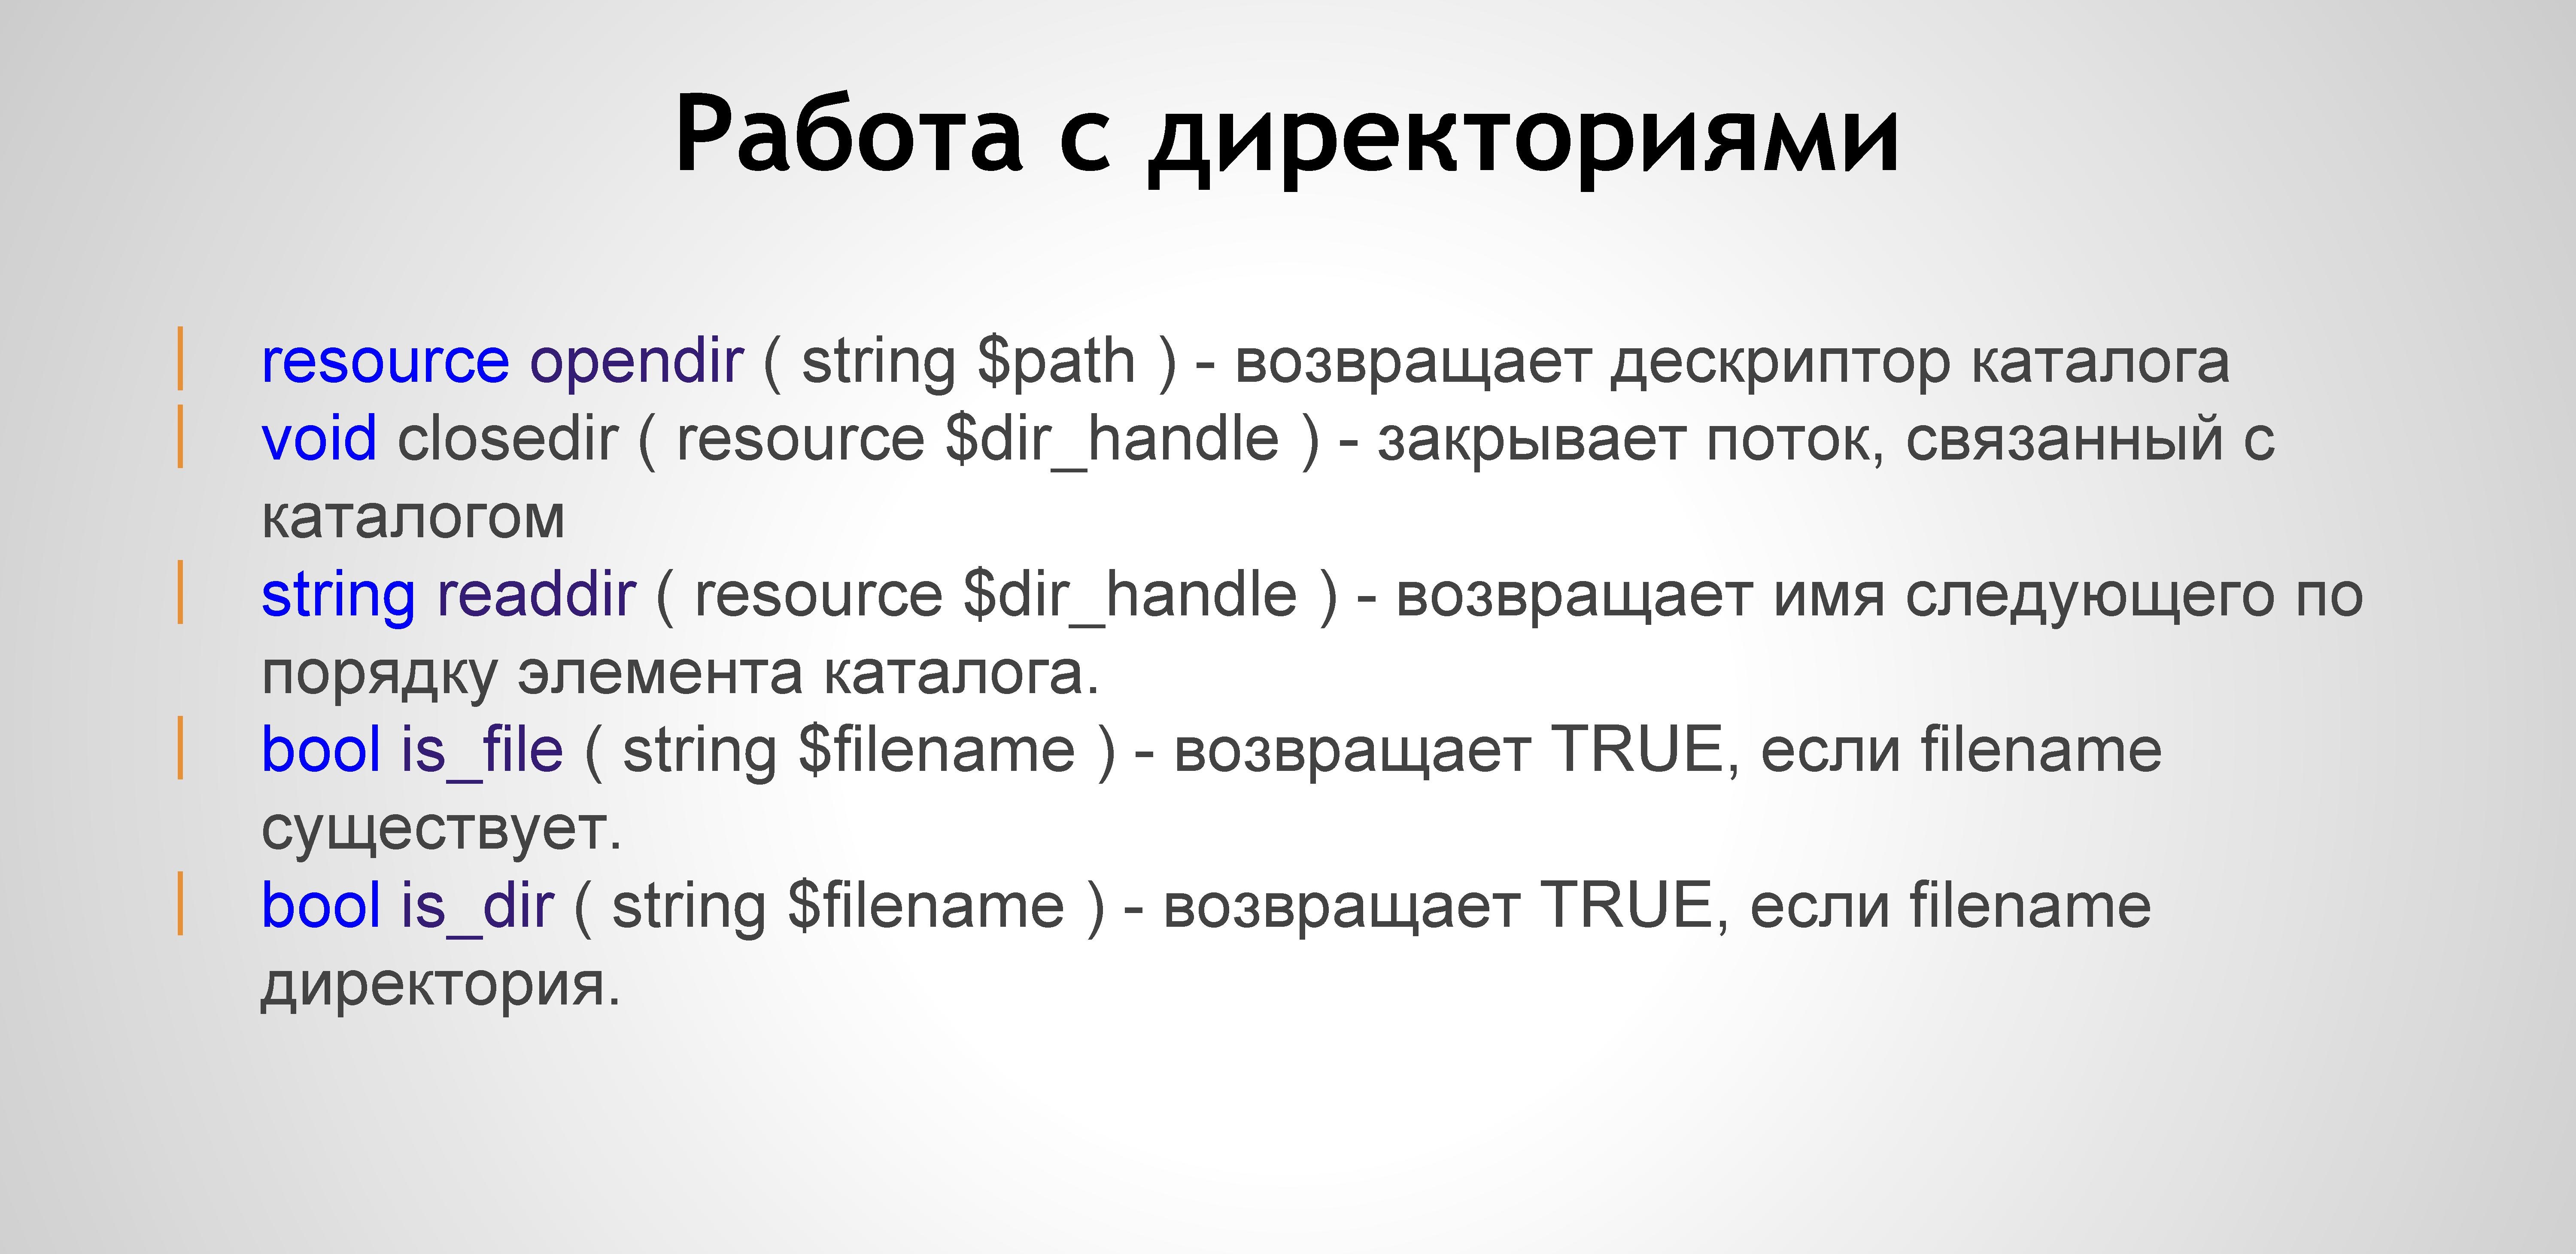 Работа с директориями
resource opendir ( string $path ) - возвращает дескриптор каталога
void closedir ( resource $dir_handle ) - закрывает поток, связанный с
каталогом
string readdir ( resource $dir_handle ) - возвращает имя следующего по
порядку элемента каталога.
bool is_file ( string $filename ) - возвращает TRUE, если filename
существует.
bool is_dir ( string $filename ) - возвращает TRUE, если filename
директория.